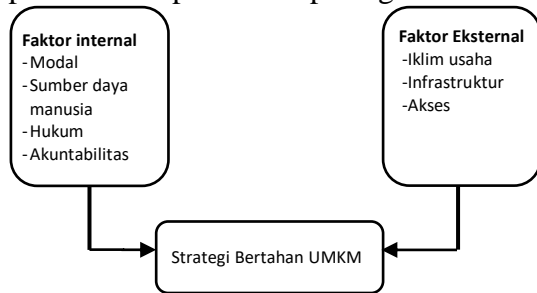 Faktor internal
-Modal
-Sumber daya
manusia
-Hukum
-Akuntabilitas
Faktor Eksternal
-Iklim usaha
-Infrastruktur
-Akses
Strategi Bertahan UMKM